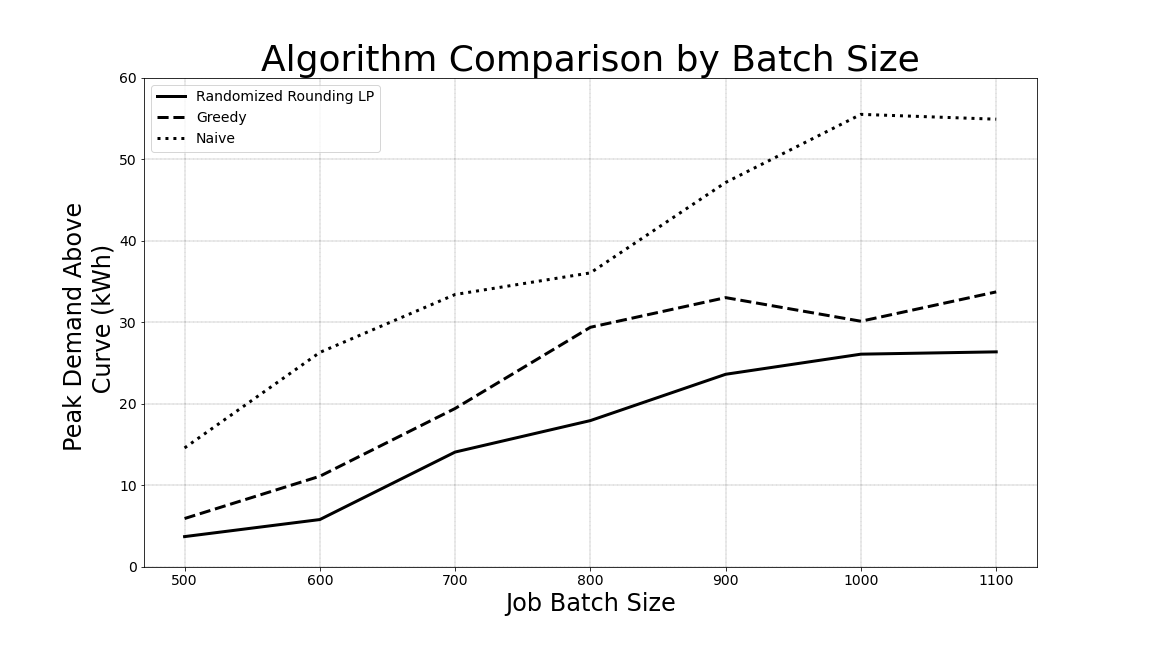 Algorithm Comparison by Batch Size
Randomized Rounding LP
Greedy
Naive
Peak Demand Above
Curve (kWh)
60
50
40
30
20
10
0
500 600 700 800 900 1000 1100
Job Batch Size